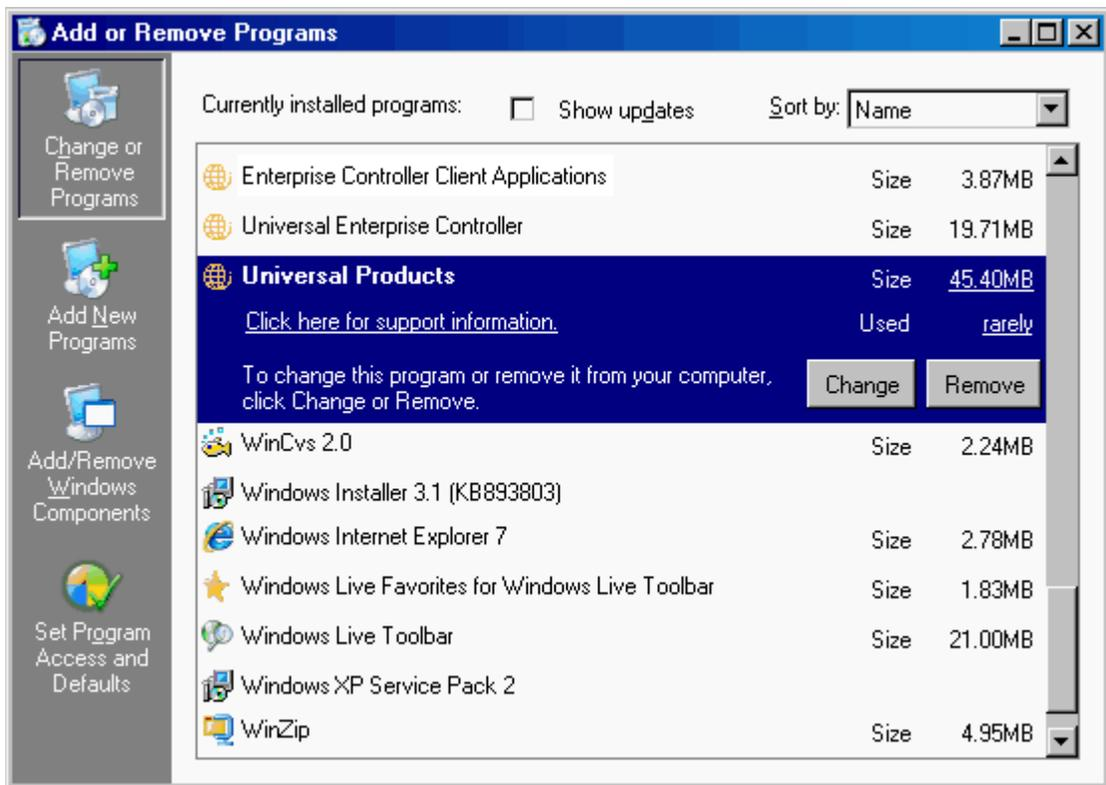 Add or Remove Programs
Change or
Remove
Programs
Add New
Programs
Add/Remove
Windows
Components
Set Program
Access and
Defaults
Currently installed programs: Show updates Sort by: Name
Enterprise Controller Client Applications Size 3.87MB
Universal Enterprise Controller Size 19.71MB
Universal Products Size 45.40MB
Click here for support information. Used rarely
To change this program or remove it from your computer,
click Change or Remove.
Change Remove
WinCvs 2.0 Size 2.24MB
Windows Installer 3.1 (KB893803)
Windows Internet Explorer 7 Size 2.78MB
Windows Live Favorites for Windows Live Toolbar Size 1.83MB
Windows Live Toolbar Size 21.00MB
Windows XP Service Pack 2
WinZip Size 4.95MB